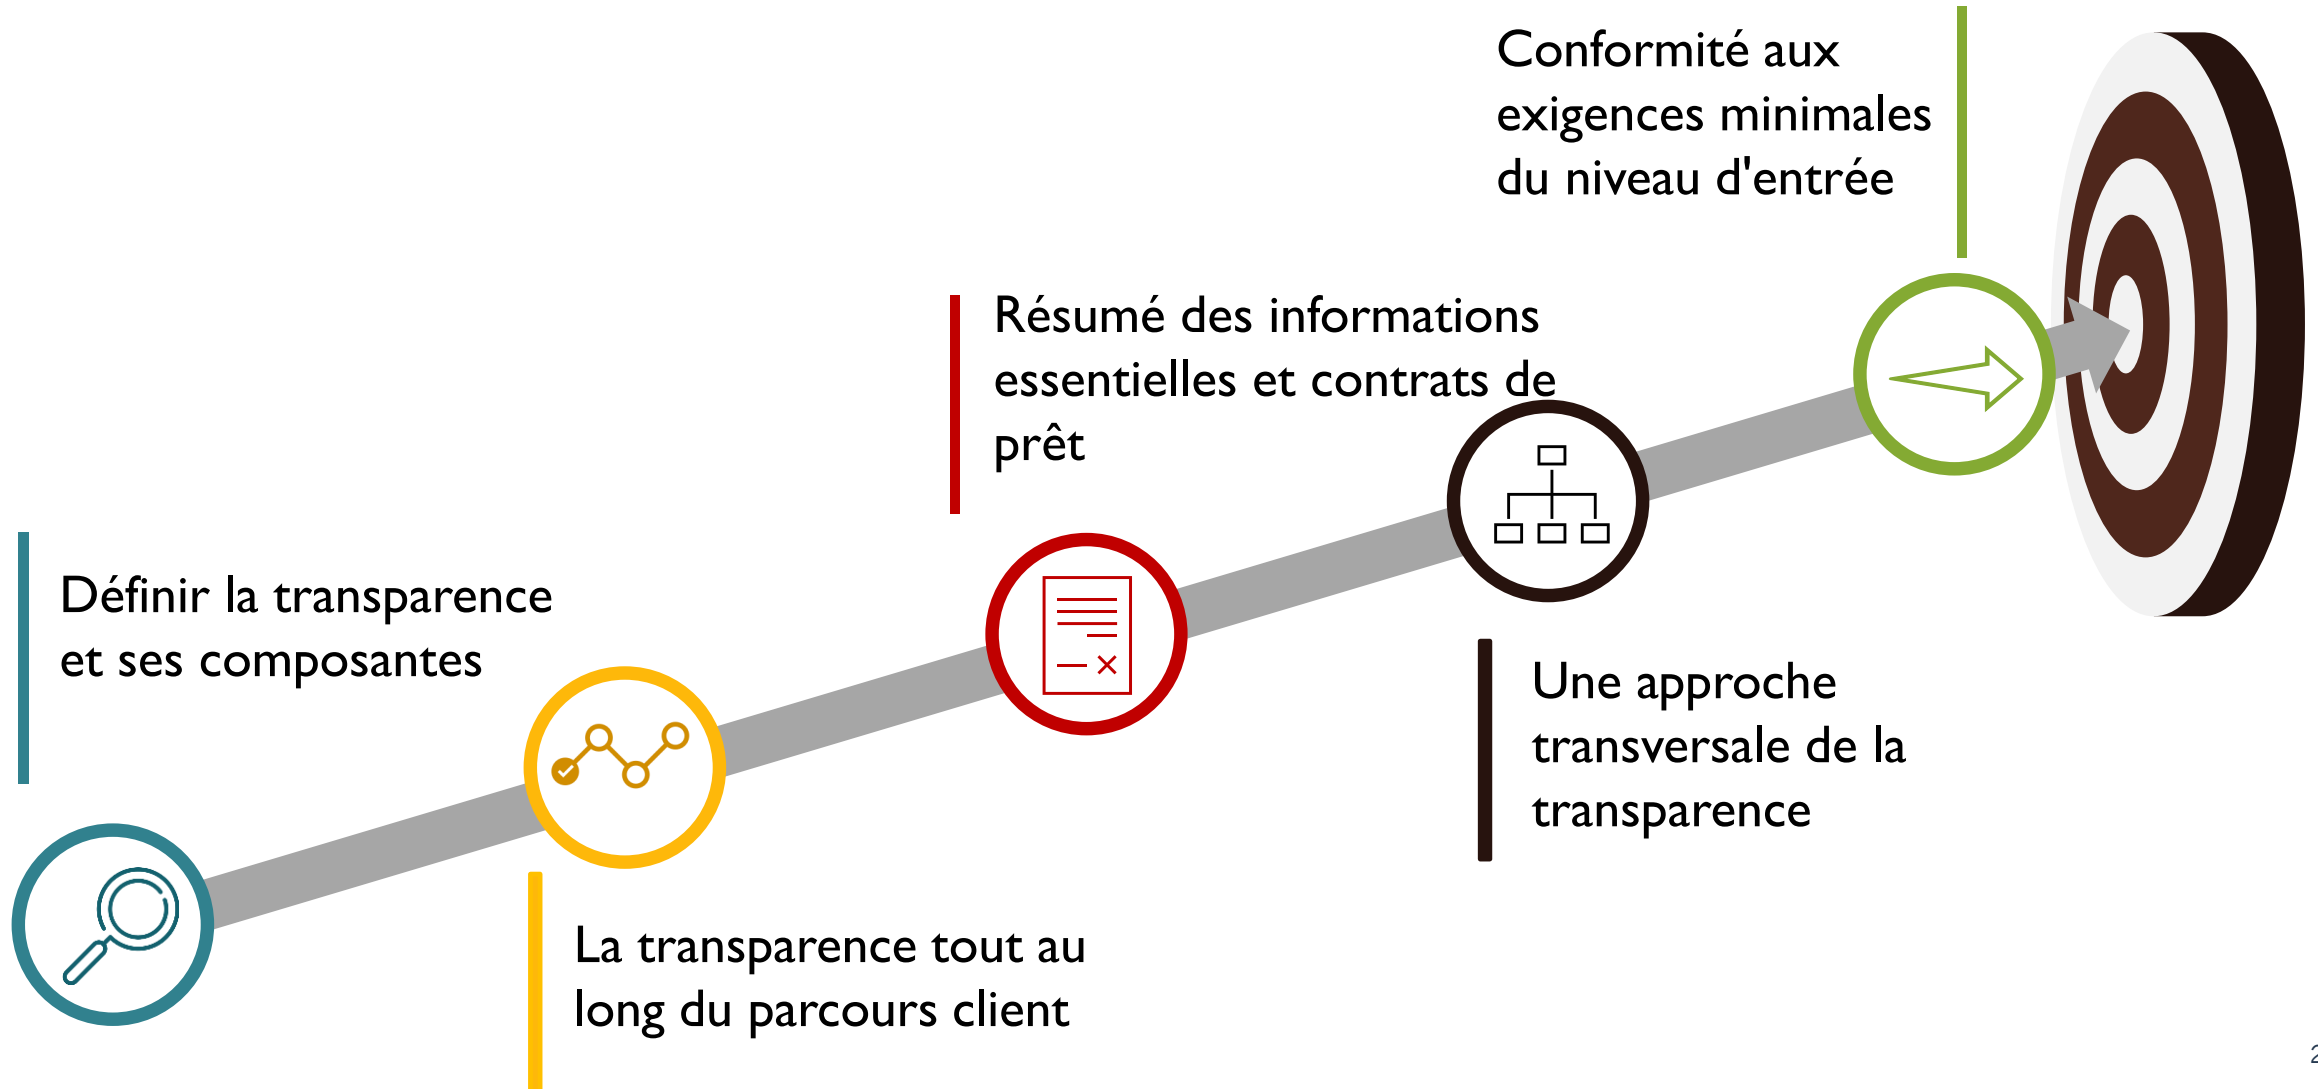 Conformité aux
exigences minimales
du niveau d'entrée
Résumé des informations
essentielles et contrats de
prêt
Définir la transparence
et ses composantes
Une approche
transversale de la
transparence
La transparence tout au
long du parcours client
2